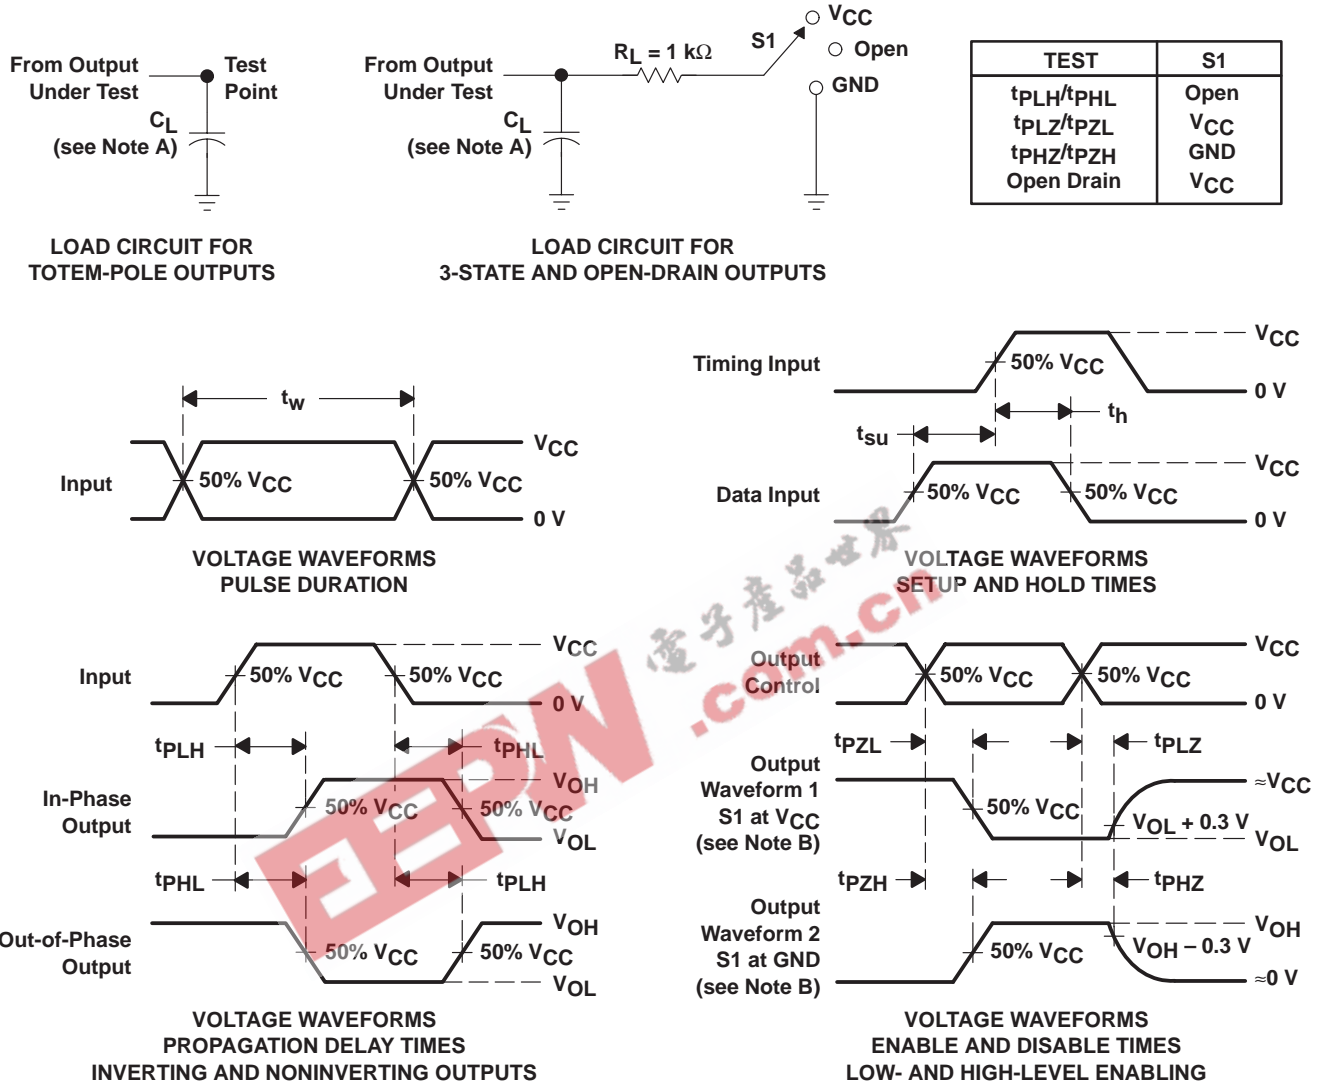 From Output
Under Test
Test
Point
CL
(see Note A)
LOAD CIRCUIT FOR
TOTEM-POLE OUTPUTS
From Output
Under Test
RL = 1 kΩ
S1
VCC
Open
GND
CL
(see Note A)
LOAD CIRCUIT FOR
3-STATE AND OPEN-DRAIN OUTPUTS
TEST S1
tPLH/tPHL Open
tPLZ/tPZL VCC
tPHZ/tPZH GND
Open Drain VCC
tw
Input
50% VCC
50% VCC
VCC
0 V
VOLTAGE WAVEFORMS
PULSE DURATION
Timing Input
50% VCC
VCC
0 V
tsu
th
Data Input
50% VCC
50% VCC
VCC
0 V
VOLTAGE WAVEFORMS
SETUP AND HOLD TIMES
Input
50% VCC
50% VCC
VCC
0 V
tPLH
tPHL
In-Phase
Output
50% VCC
50% VCC
VOH
VOL
tPHL
tPLH
Out-of-Phase
Output
50% VCC
50% VCC
VOH
VOL
VOLTAGE WAVEFORMS
PROPAGATION DELAY TIMES
INVERTING AND NONINVERTING OUTPUTS
Output
Control
50% VCC
50% VCC
VCC
0 V
tPZL
tPLZ
Output
Waveform 1
S1 at VCC
(see Note B)
50% VCC
VOL + 0.3 V
≈VCC
VOL
tPZH
tPHZ
Output
Waveform 2
S1 at GND
(see Note B)
50% VCC
VOH − 0.3 V
VOH
≈0 V
VOLTAGE WAVEFORMS
ENABLE AND DISABLE TIMES
LOW- AND HIGH-LEVEL ENABLING
EEPW
.com.cn
電子產品世界